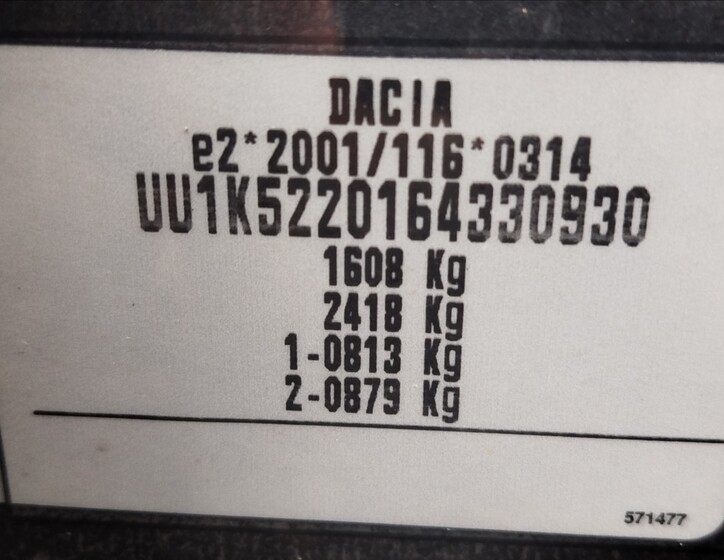 DACIA
e2*2001/116*0314
UU1K5220164330930
1608 Kg
2418 Kg
1-0813 Kg
2-0879 Kg
571477